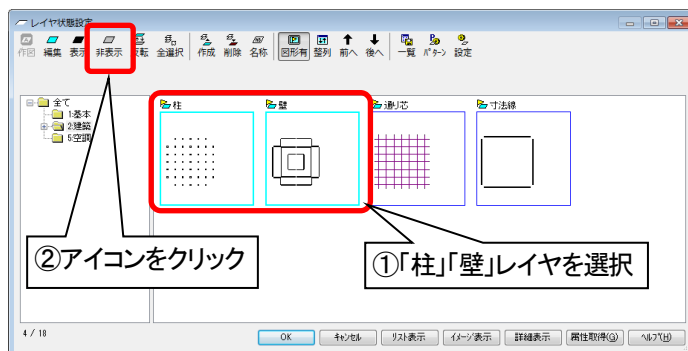 レイヤ状態設定
作図 編集 表示 非表示 反転 全選択 作成 削除 名称 図形有 整列 前へ 後へ 一覧 パターン 設定
全て
1:基本
2:建築
5:空調
柱 壁 通り芯 寸法線
②アイコンをクリック
①「柱」「壁」レイヤを選択
4 / 18
OK キャンセル リスト表示 イメージ表示 詳細表示 属性取得(G) ヘルプ(H)